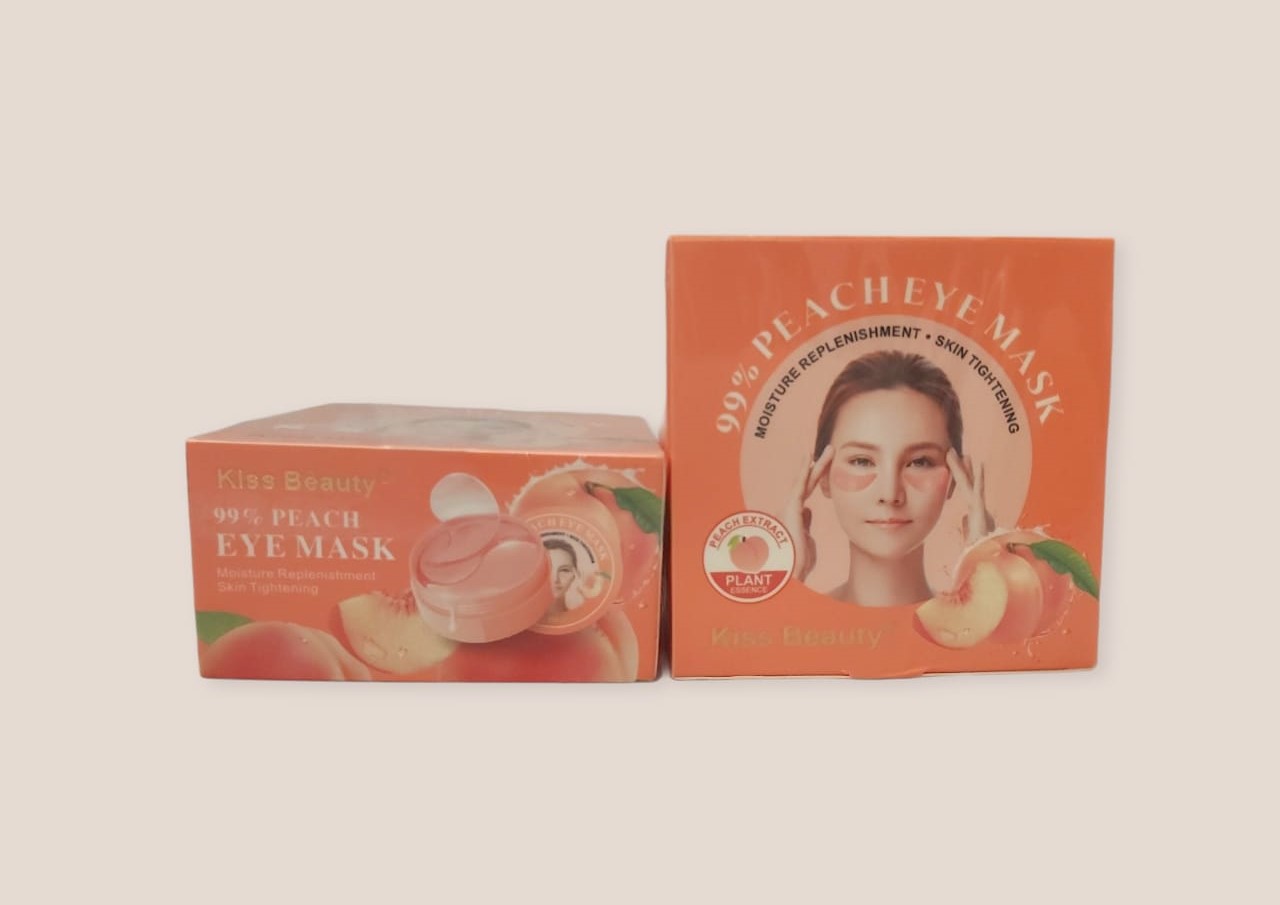 Kiss Beauty
99% PEACH
EYE MASK
Moisture Replenishment
Skin Tightening
99% PEACH EYE MASK
MOISTURE REPLENISHMENT • SKIN TIGHTENING
PEACH EXTRACT
PLANT
ESSENCE
Kiss Beauty